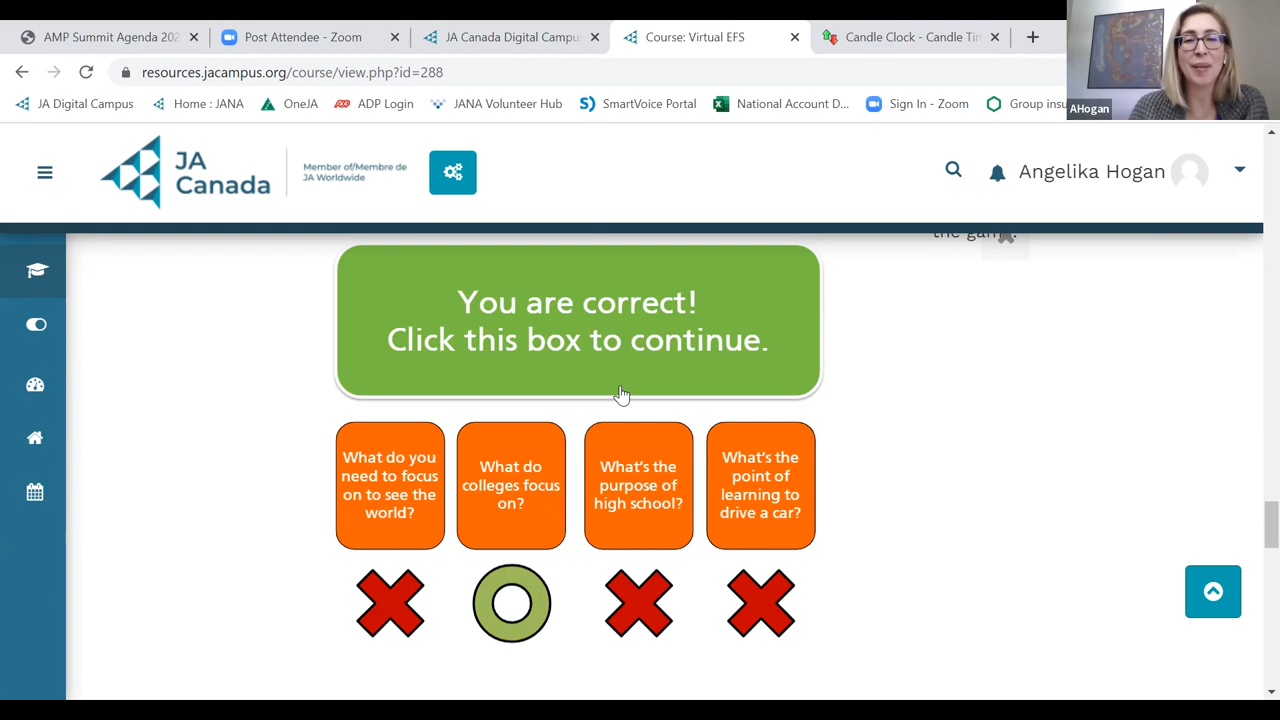 AMP Summit Agenda 202
Post Attendee - Zoom
JA Canada Digital Campu
Course: Virtual EFS
Candle Clock - Candle Tim
resources.jacampus.org/course/view.php?id=288
JA Digital Campus
Home : JANA
OneJA
ADP Login
JANA Volunteer Hub
SmartVoice Portal
National Account D...
Sign In - Zoom
Group insu
AHogan
JA
Canada
Member of/Membre de
JA Worldwide
Angelika Hogan
the game.
You are correct!
Click this box to continue.
What do you
need to focus
on to see the
world?
What do
colleges focus
on?
What's the
purpose of
high school?
What's the
point of
learning to
drive a car?